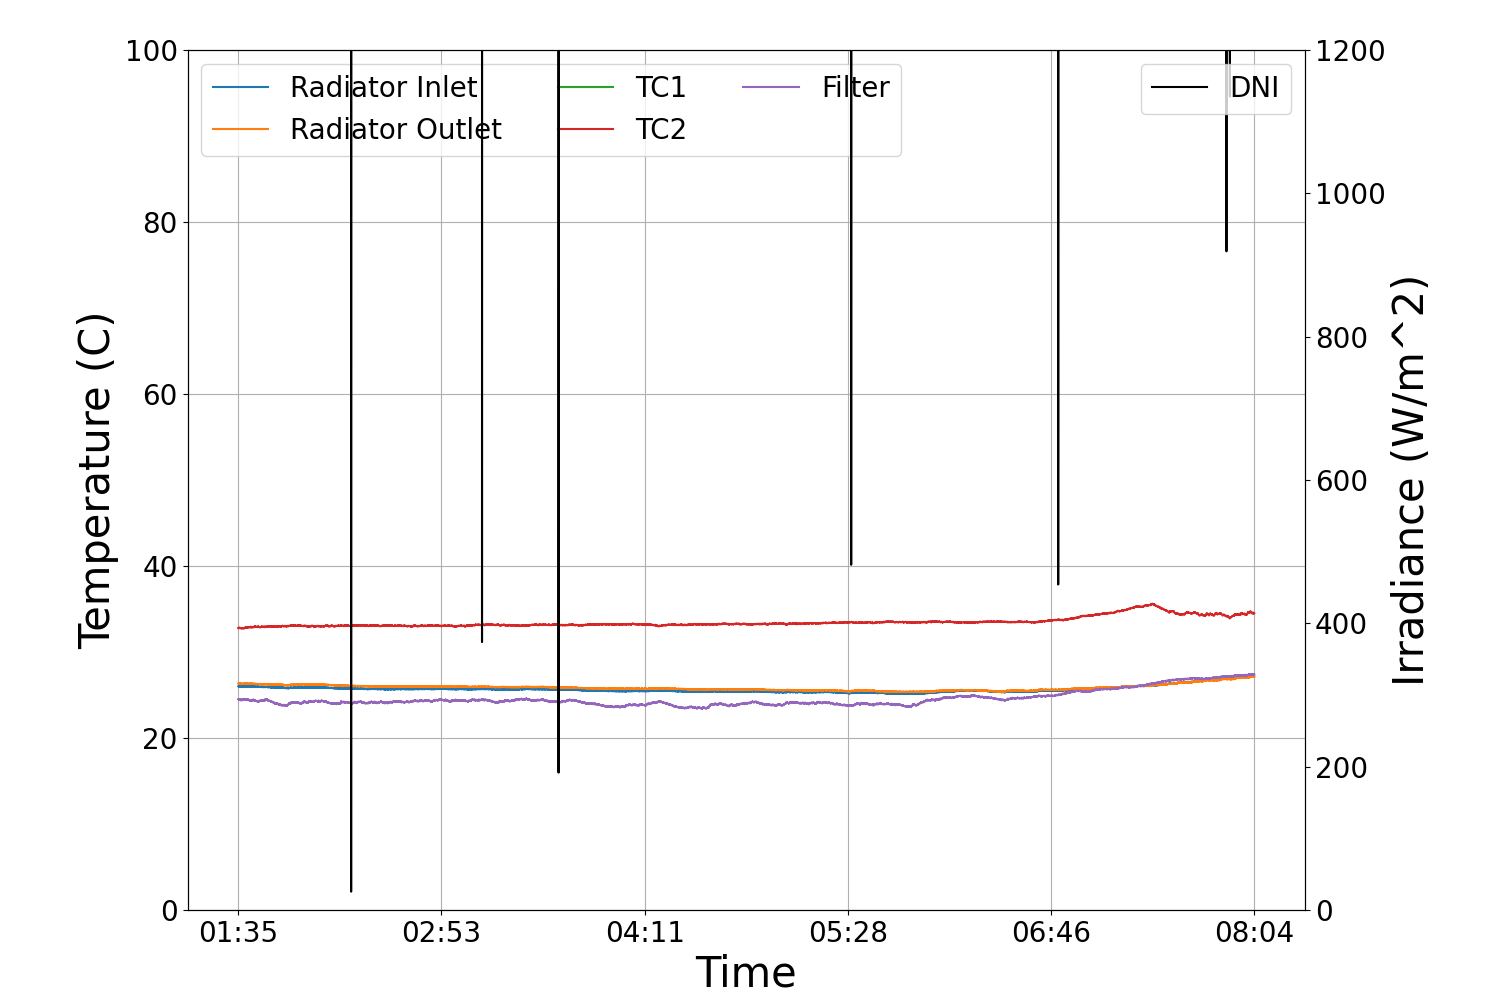 Radiator Inlet
Radiator Outlet
TC1
TC2
Filter
DNI
Temperature (C)
100
80
60
40
20
0
Irradiance (W/m^2)
1200
1000
800
600
400
200
0
01:35 02:53 04:11 05:28 06:46 08:04
Time